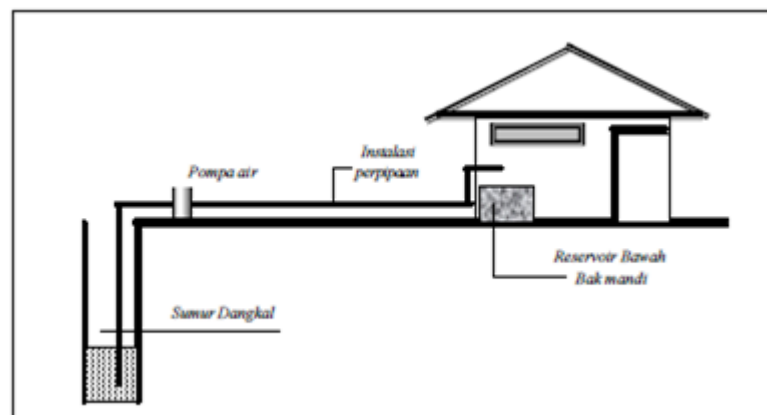 Instalasi
perpipaan
Pompa air
Reservoir Bawah
Bak mandi
Sumur Dangkal